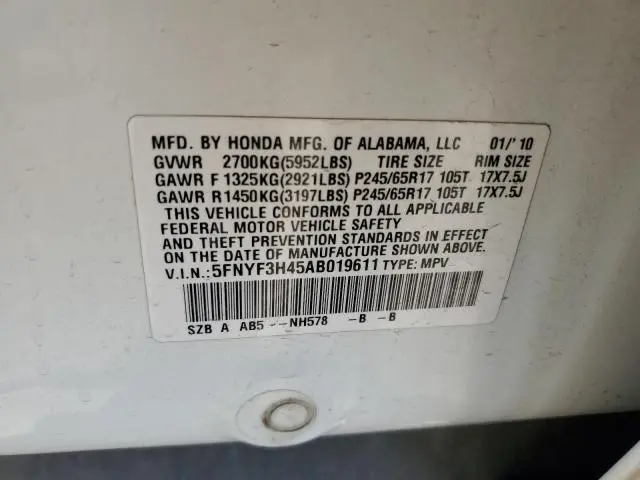 MFD. BY HONDA MFG. OF ALABAMA, LLC 01/'10
GVWR 2700KG(5952LBS) TIRE SIZE RIM SIZE
GAWR F 1325KG(2921LBS) P245/65R17 105T 17X7.5J
GAWR R 1450KG(3197LBS) P245/65R17 105T 17X7.5J
THIS VEHICLE CONFORMS TO ALL APPLICABLE
FEDERAL MOTOR VEHICLE SAFETY
AND THEFT PREVENTION STANDARDS IN EFFECT
ON THE DATE OF MANUFACTURE SHOWN ABOVE.
V.I.N.: 5FNYF3H45AB019611 TYPE: MPV
SZB A AB5 --NH578 -B -B